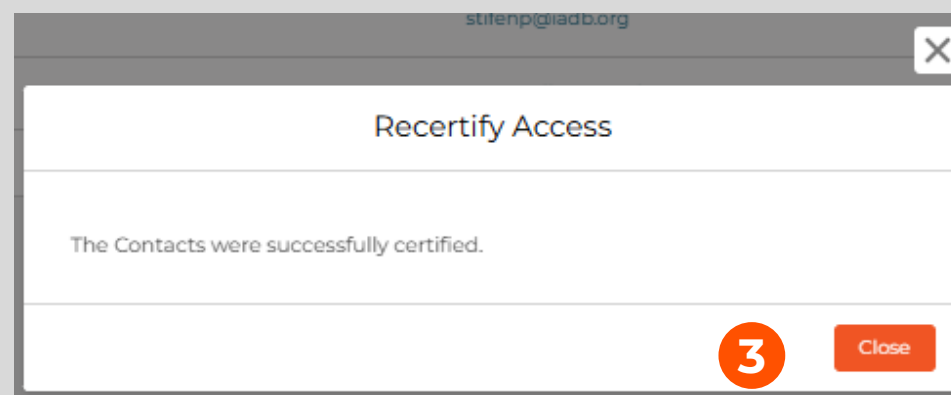 stifenp@iadb.org
Recertify Access
The Contacts were successfully certified.
3
Close